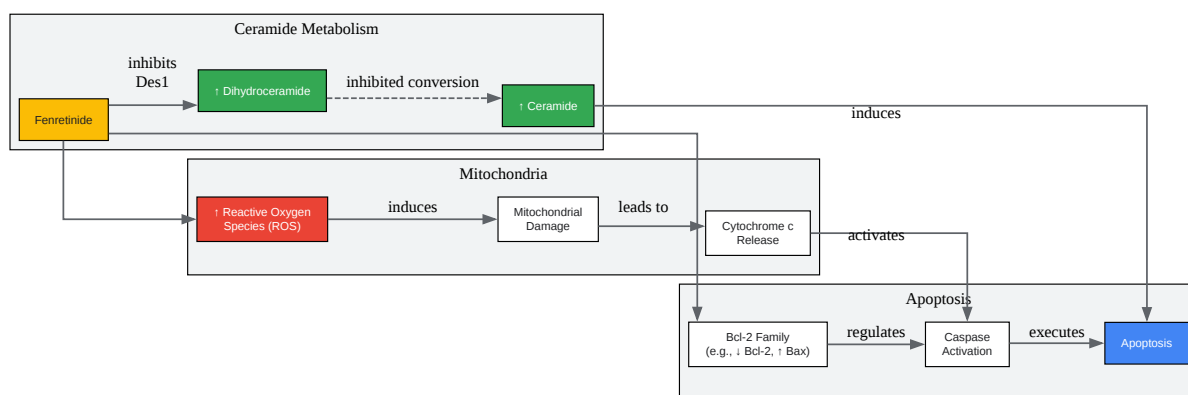 Ceramide Metabolism
inhibits
Des1
↑ Dihydroceramide
inhibited conversion
↑ Ceramide
Fenretinide
induces
Mitochondria
↑ Reactive Oxygen
Species (ROS)
induces
Mitochondrial
Damage
leads to
Cytochrome c
Release
activates
Apoptosis
Bcl-2 Family
(e.g., ↓ Bcl-2, ↑ Bax)
regulates
Caspase
Activation
executes
Apoptosis